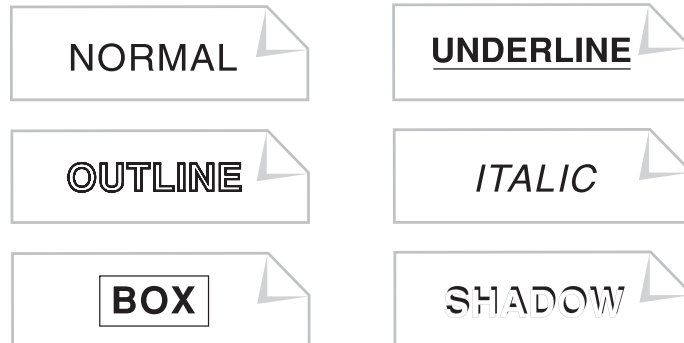 NORMAL
UNDERLINE
OUTLINE
ITALIC
BOX
SHADOW